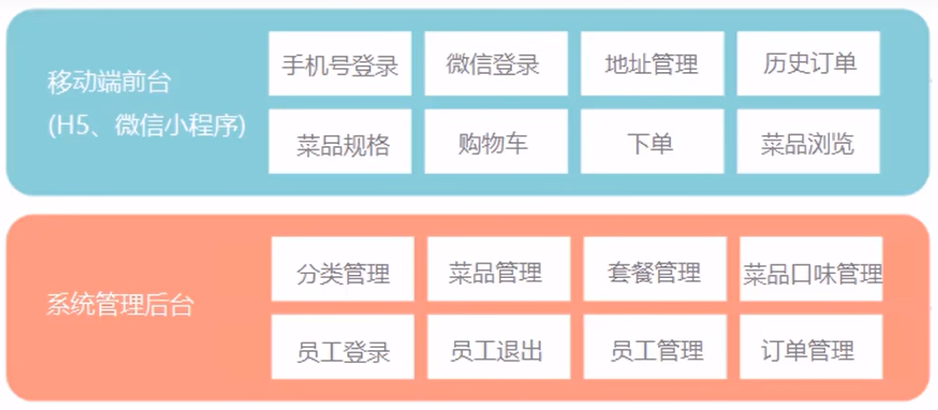 移动端前台
(H5、微信小程序)
手机号登录
微信登录
地址管理
历史订单
菜品规格
购物车
下单
菜品浏览
系统管理后台
分类管理
菜品管理
套餐管理
菜品口味管理
员工登录
员工退出
员工管理
订单管理